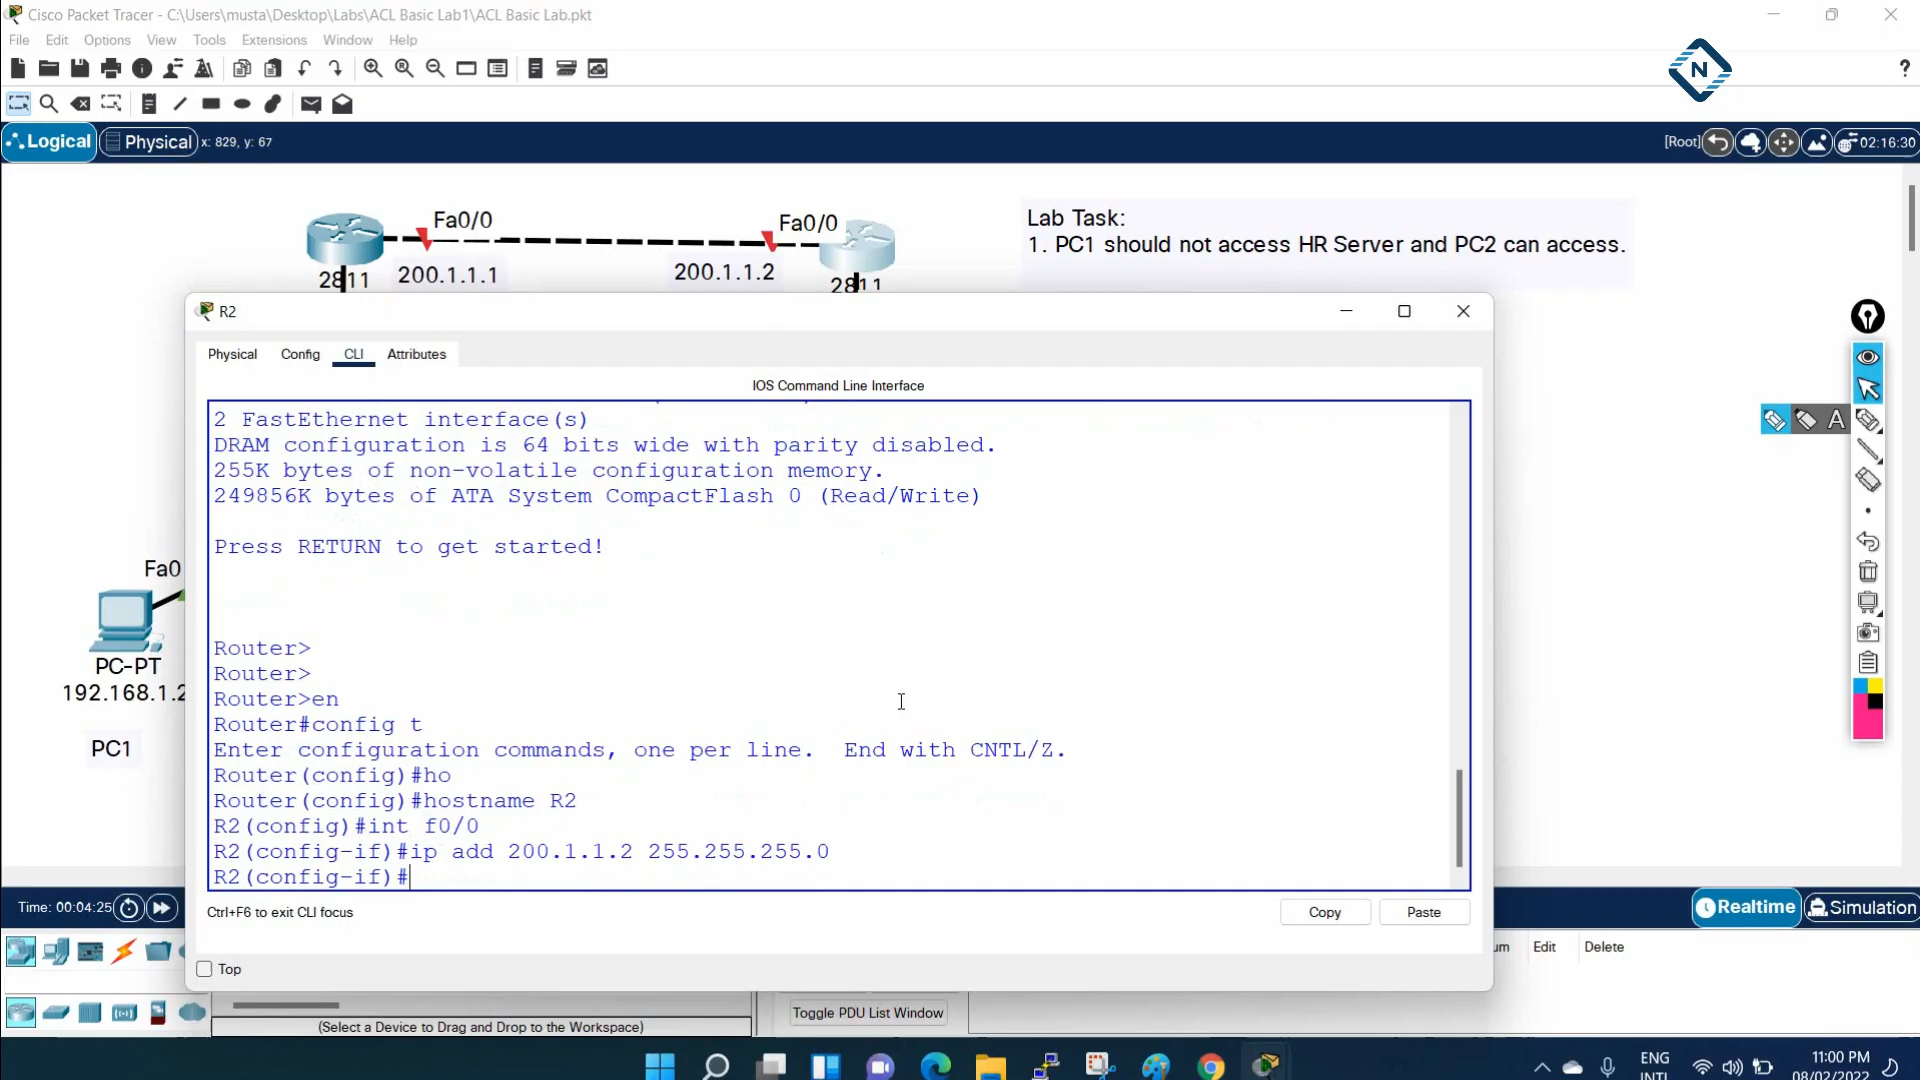 Cisco Packet Tracer - C:\Users\musta\Desktop\Labs\ACL Basic Lab1\ACL Basic Lab.pkt
File Edit Options View Tools Extensions Window Help
N
?
Logical Physical x: 829, y: 67
[Root] 02:16:30
Fa0/0
Fa0/0
200.1.1.1
200.1.1.2
2811
2811
Lab Task:
1. PC1 should not access HR Server and PC2 can access.
R2
Physical Config CLI Attributes
IOS Command Line Interface
2 FastEthernet interface(s)
DRAM configuration is 64 bits wide with parity disabled.
255K bytes of non-volatile configuration memory.
249856K bytes of ATA System CompactFlash 0 (Read/Write)
Press RETURN to get started!
Router>
Router>
Router>en
Router#config t
Enter configuration commands, one per line.  End with CNTL/Z.
Router(config)#ho
Router(config)#hostname R2
R2(config)#int f0/0
R2(config-if)#ip add 200.1.1.2 255.255.255.0
R2(config-if)#
Ctrl+F6 to exit CLI focus
Copy Paste
Top
Fa0
PC-PT
192.168.1.2
PC1
A
Time: 00:04:25
Realtime Simulation
Edit Delete
Toggle PDU List Window
(Select a Device to Drag and Drop to the Workspace)
ENG
INTL
11:00 PM
08/02/2022